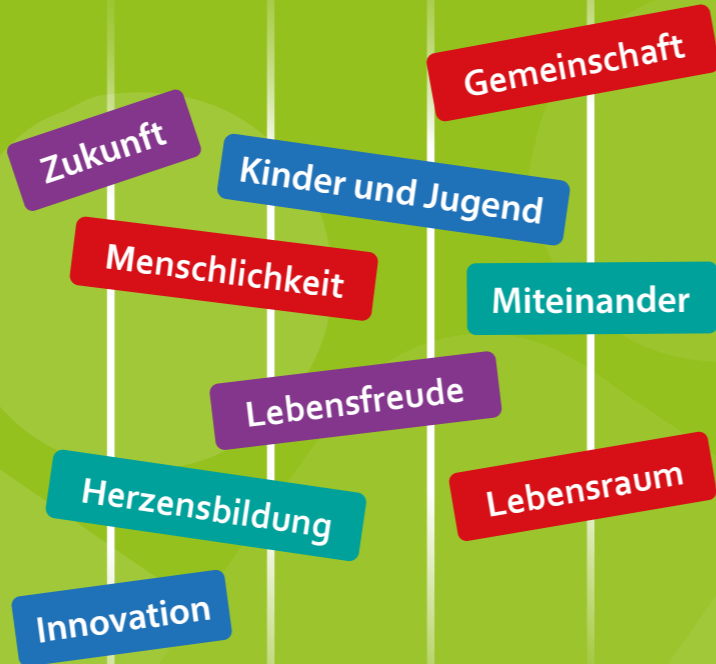 Gemeinschaft
Zukunft
Kinder und Jugend
Menschlichkeit
Miteinander
Lebensfreude
Lebensraum
Herzensbildung
Innovation